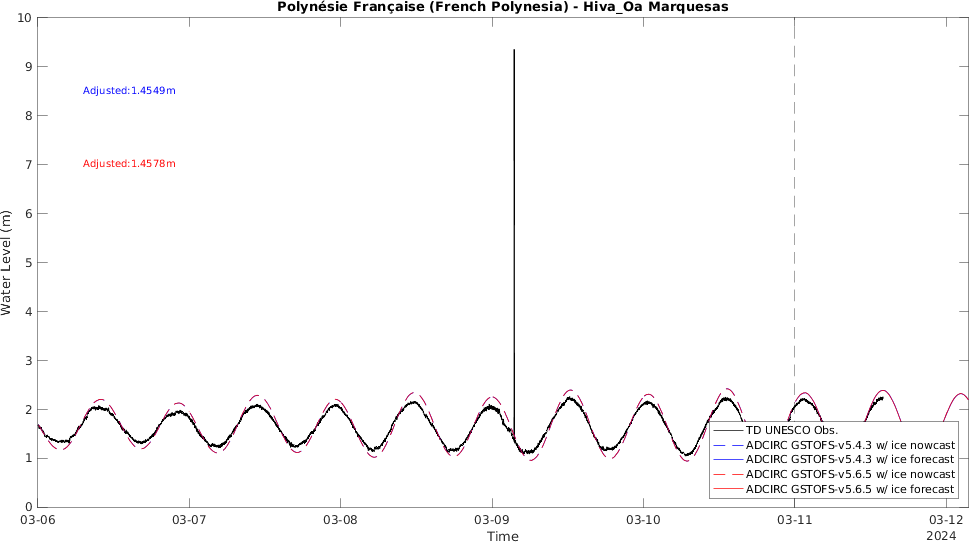 Polynésie Française (French Polynesia) - Hiva_Oa Marquesas
10
9
8
7
6
5
4
3
2
1
0
Water Level (m)
Adjusted:1.4549m
Adjusted:1.4578m
TD UNESCO Obs.
ADCIRC GSTOFS-v5.4.3 w/ ice nowcast
ADCIRC GSTOFS-v5.4.3 w/ ice forecast
ADCIRC GSTOFS-v5.6.5 w/ ice nowcast
ADCIRC GSTOFS-v5.6.5 w/ ice forecast
03-06 03-07 03-08 03-09 03-10 03-11 03-12
Time
2024